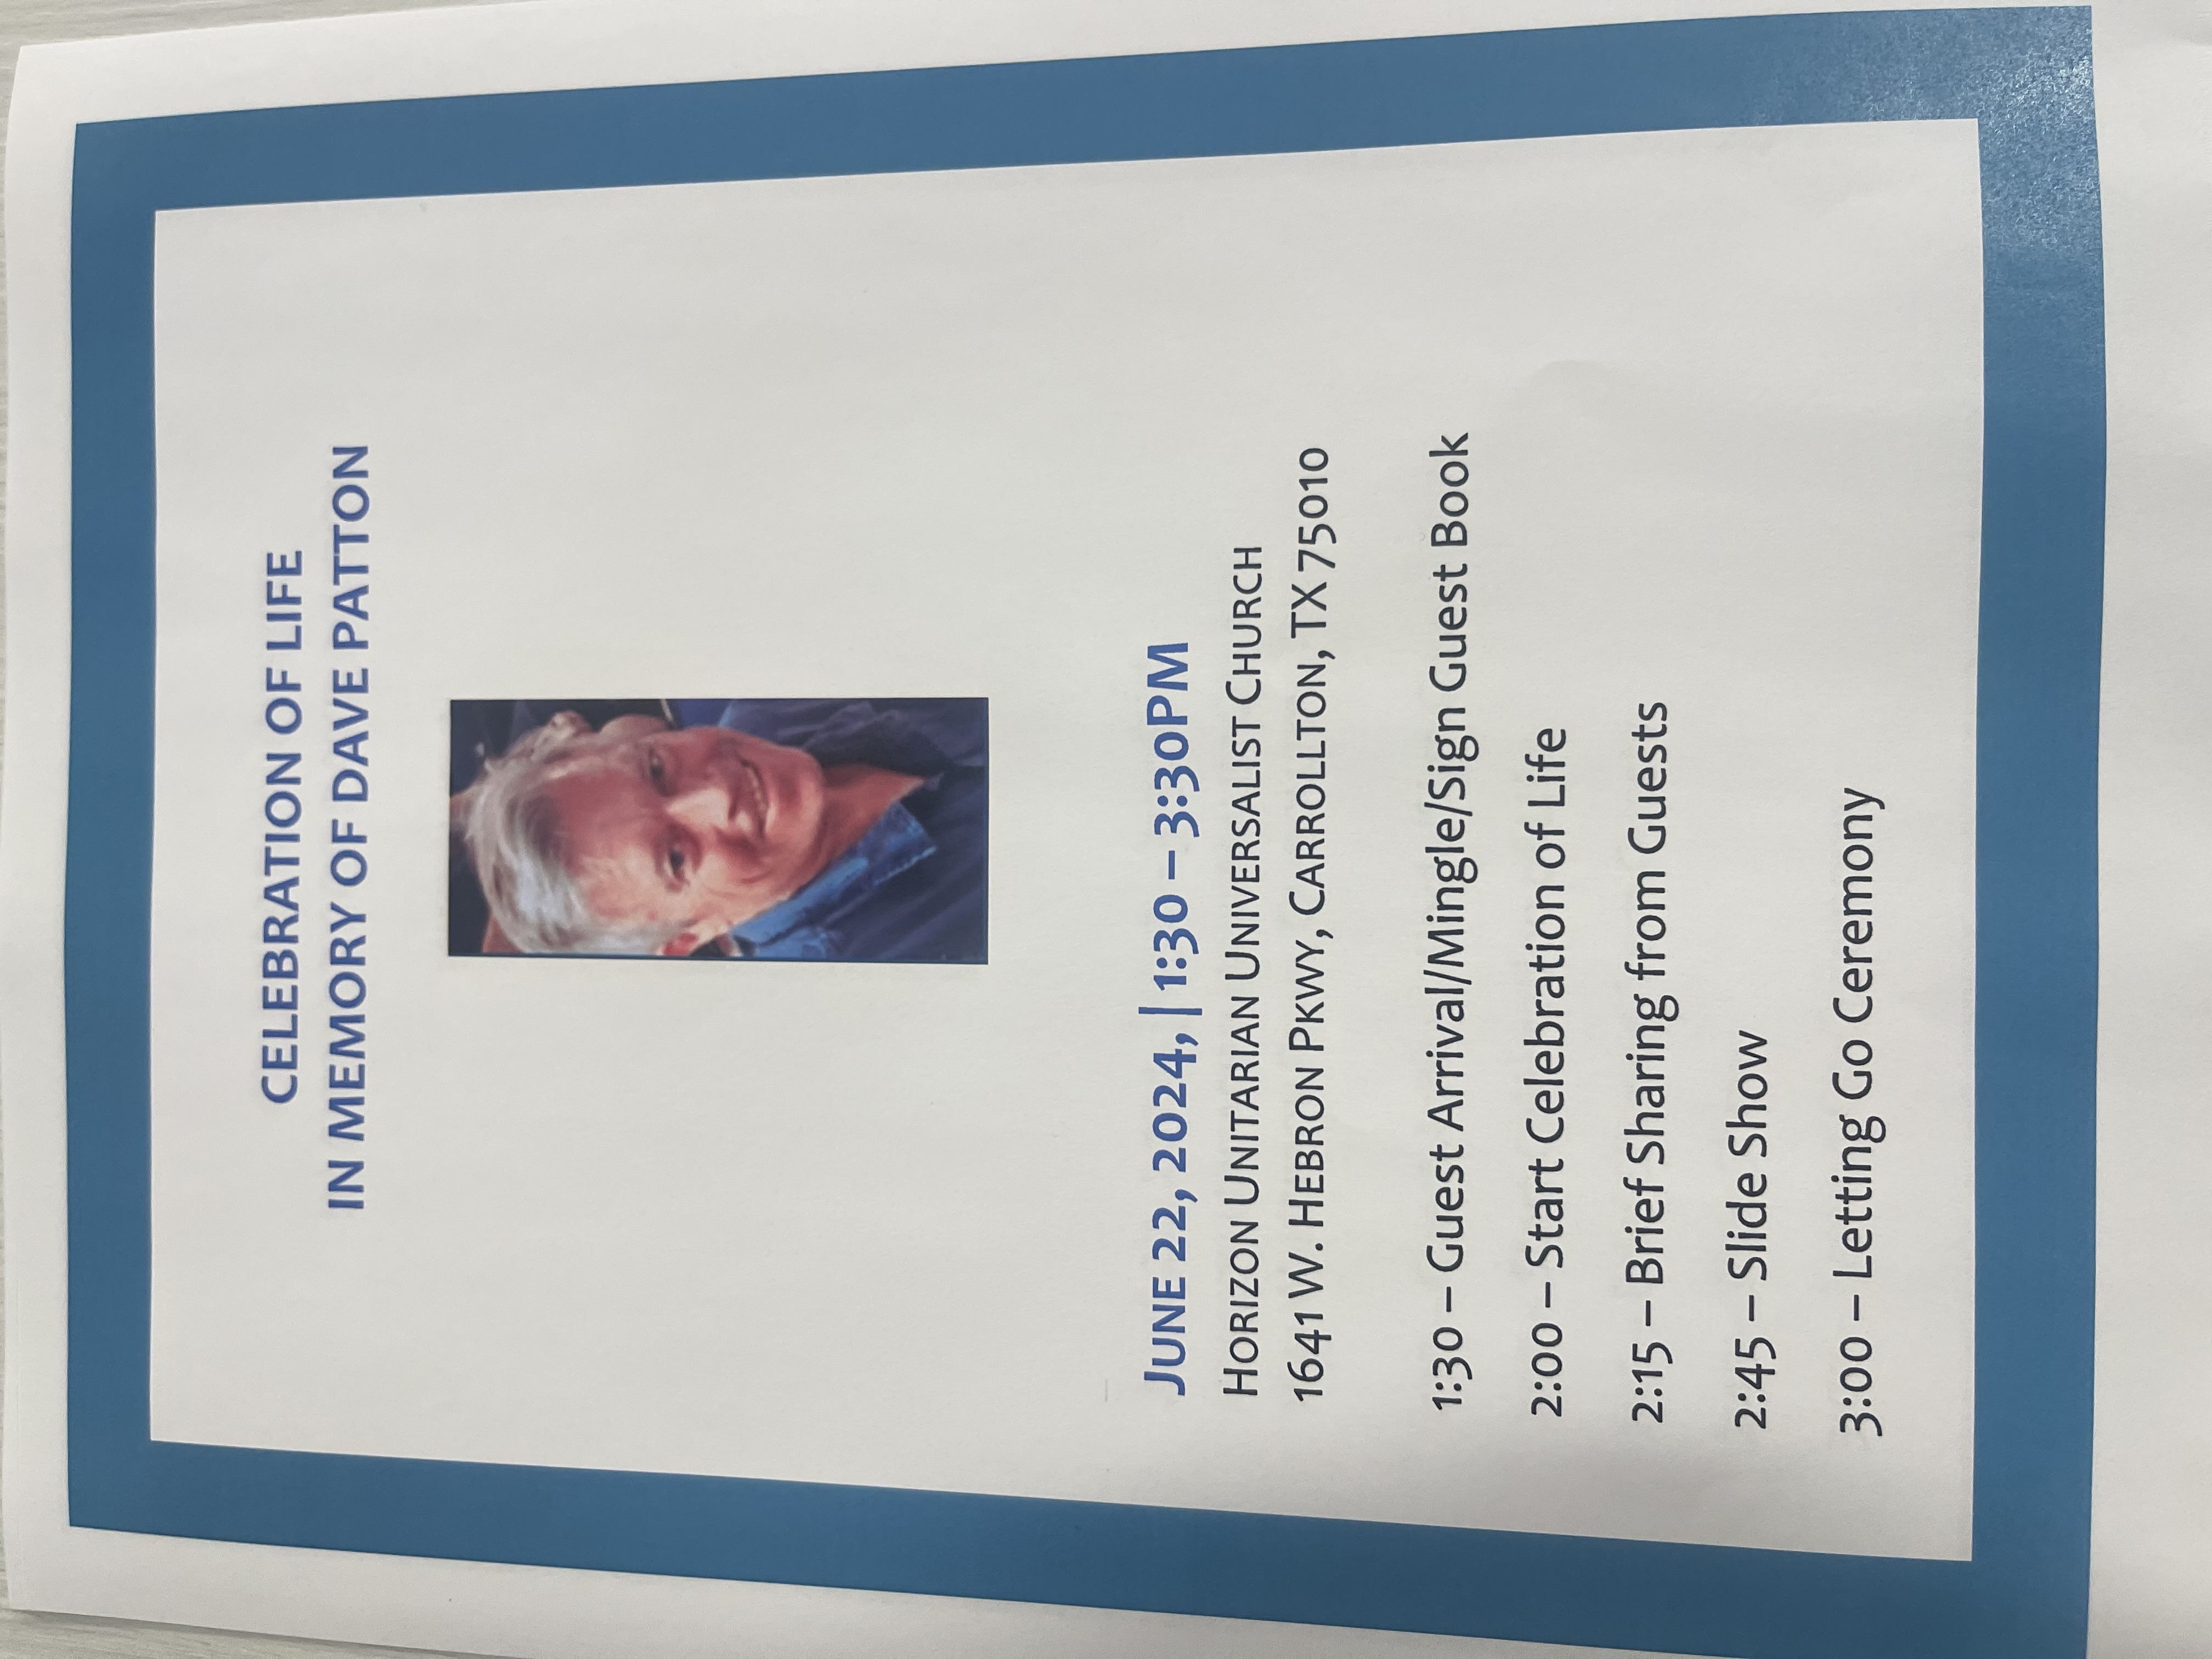 CELEBRATION OF LIFE
IN MEMORY OF DAVE PATTON
JUNE 22, 2024, | 1:30 – 3:30PM
HORIZON UNITARIAN UNIVERSALIST CHURCH
1641 W. HEBRON PKWY, CARROLLTON, TX 75010
1:30 – Guest Arrival/Mingle/Sign Guest Book
2:00 – Start Celebration of Life
2:15 – Brief Sharing from Guests
2:45 – Slide Show
3:00 – Letting Go Ceremony